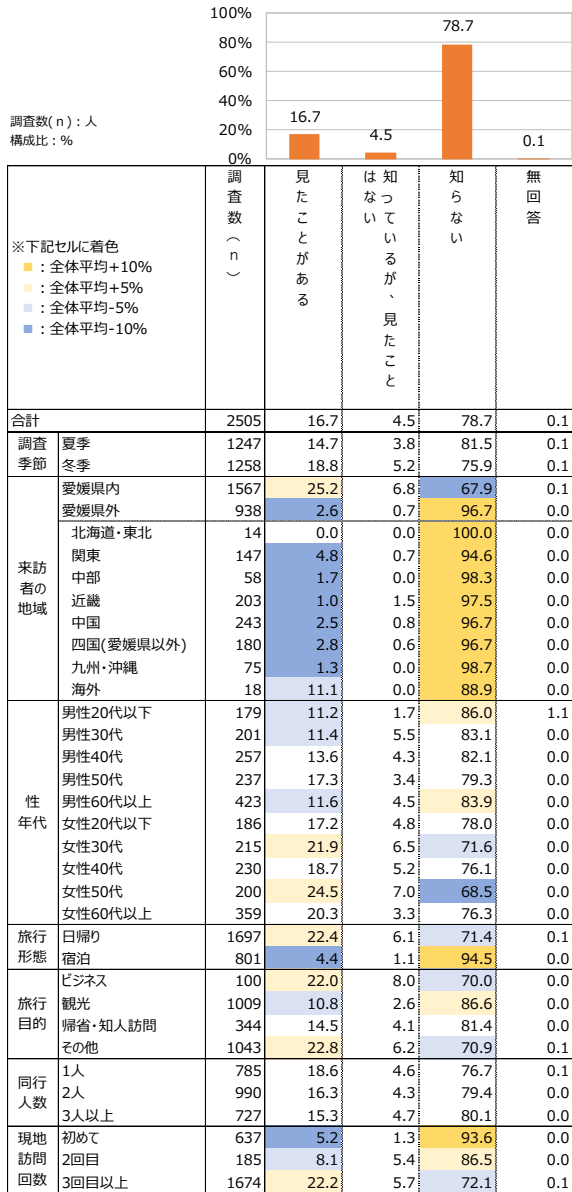 100%
80%
60%
40%
20%
0%
16.7
4.5
78.7
0.1
調査数(n):人
構成比:%
※下記セルに着色
■:全体平均+10%
■:全体平均+5%
■:全体平均-5%
■:全体平均-10%
調査数(n)
見たことがある
知っているが、見たこと
はない
知らない
無回答
合計 2505 16.7 4.5 78.7 0.1
調査
季節
夏季 1247 14.7 3.8 81.5 0.1
冬季 1258 18.8 5.2 75.9 0.1
来訪
者の
地域
愛媛県内 1567 25.2 6.8 67.9 0.1
愛媛県外 938 2.6 0.7 96.7 0.0
北海道・東北 14 0.0 0.0 100.0 0.0
関東 147 4.8 0.7 94.6 0.0
中部 58 1.7 0.0 98.3 0.0
近畿 203 1.0 1.5 97.5 0.0
中国 243 2.5 0.8 96.7 0.0
四国(愛媛県以外) 180 2.8 0.6 96.7 0.0
九州・沖縄 75 1.3 0.0 98.7 0.0
海外 18 11.1 0.0 88.9 0.0
性
年代
男性20代以下 179 11.2 1.7 86.0 1.1
男性30代 201 11.4 5.5 83.1 0.0
男性40代 257 13.6 4.3 82.1 0.0
男性50代 237 17.3 3.4 79.3 0.0
男性60代以上 423 11.6 4.5 83.9 0.0
女性20代以下 186 17.2 4.8 78.0 0.0
女性30代 215 21.9 6.5 71.6 0.0
女性40代 230 18.7 5.2 76.1 0.0
女性50代 200 24.5 7.0 68.5 0.0
女性60代以上 359 20.3 3.3 76.3 0.0
旅行
形態
日帰り 1697 22.4 6.1 71.4 0.1
宿泊 801 4.4 1.1 94.5 0.0
旅行
目的
ビジネス 100 22.0 8.0 70.0 0.0
観光 1009 10.8 2.6 86.6 0.0
帰省・知人訪問 344 14.5 4.1 81.4 0.0
その他 1043 22.8 6.2 70.9 0.1
同行
人数
1人 785 18.6 4.6 76.7 0.1
2人 990 16.3 4.3 79.4 0.0
3人以上 727 15.3 4.7 80.1 0.0
現地
訪問
回数
初めて 637 5.2 1.3 93.6 0.0
2回目 185 8.1 5.4 86.5 0.0
3回目以上 1674 22.2 5.7 72.1 0.1